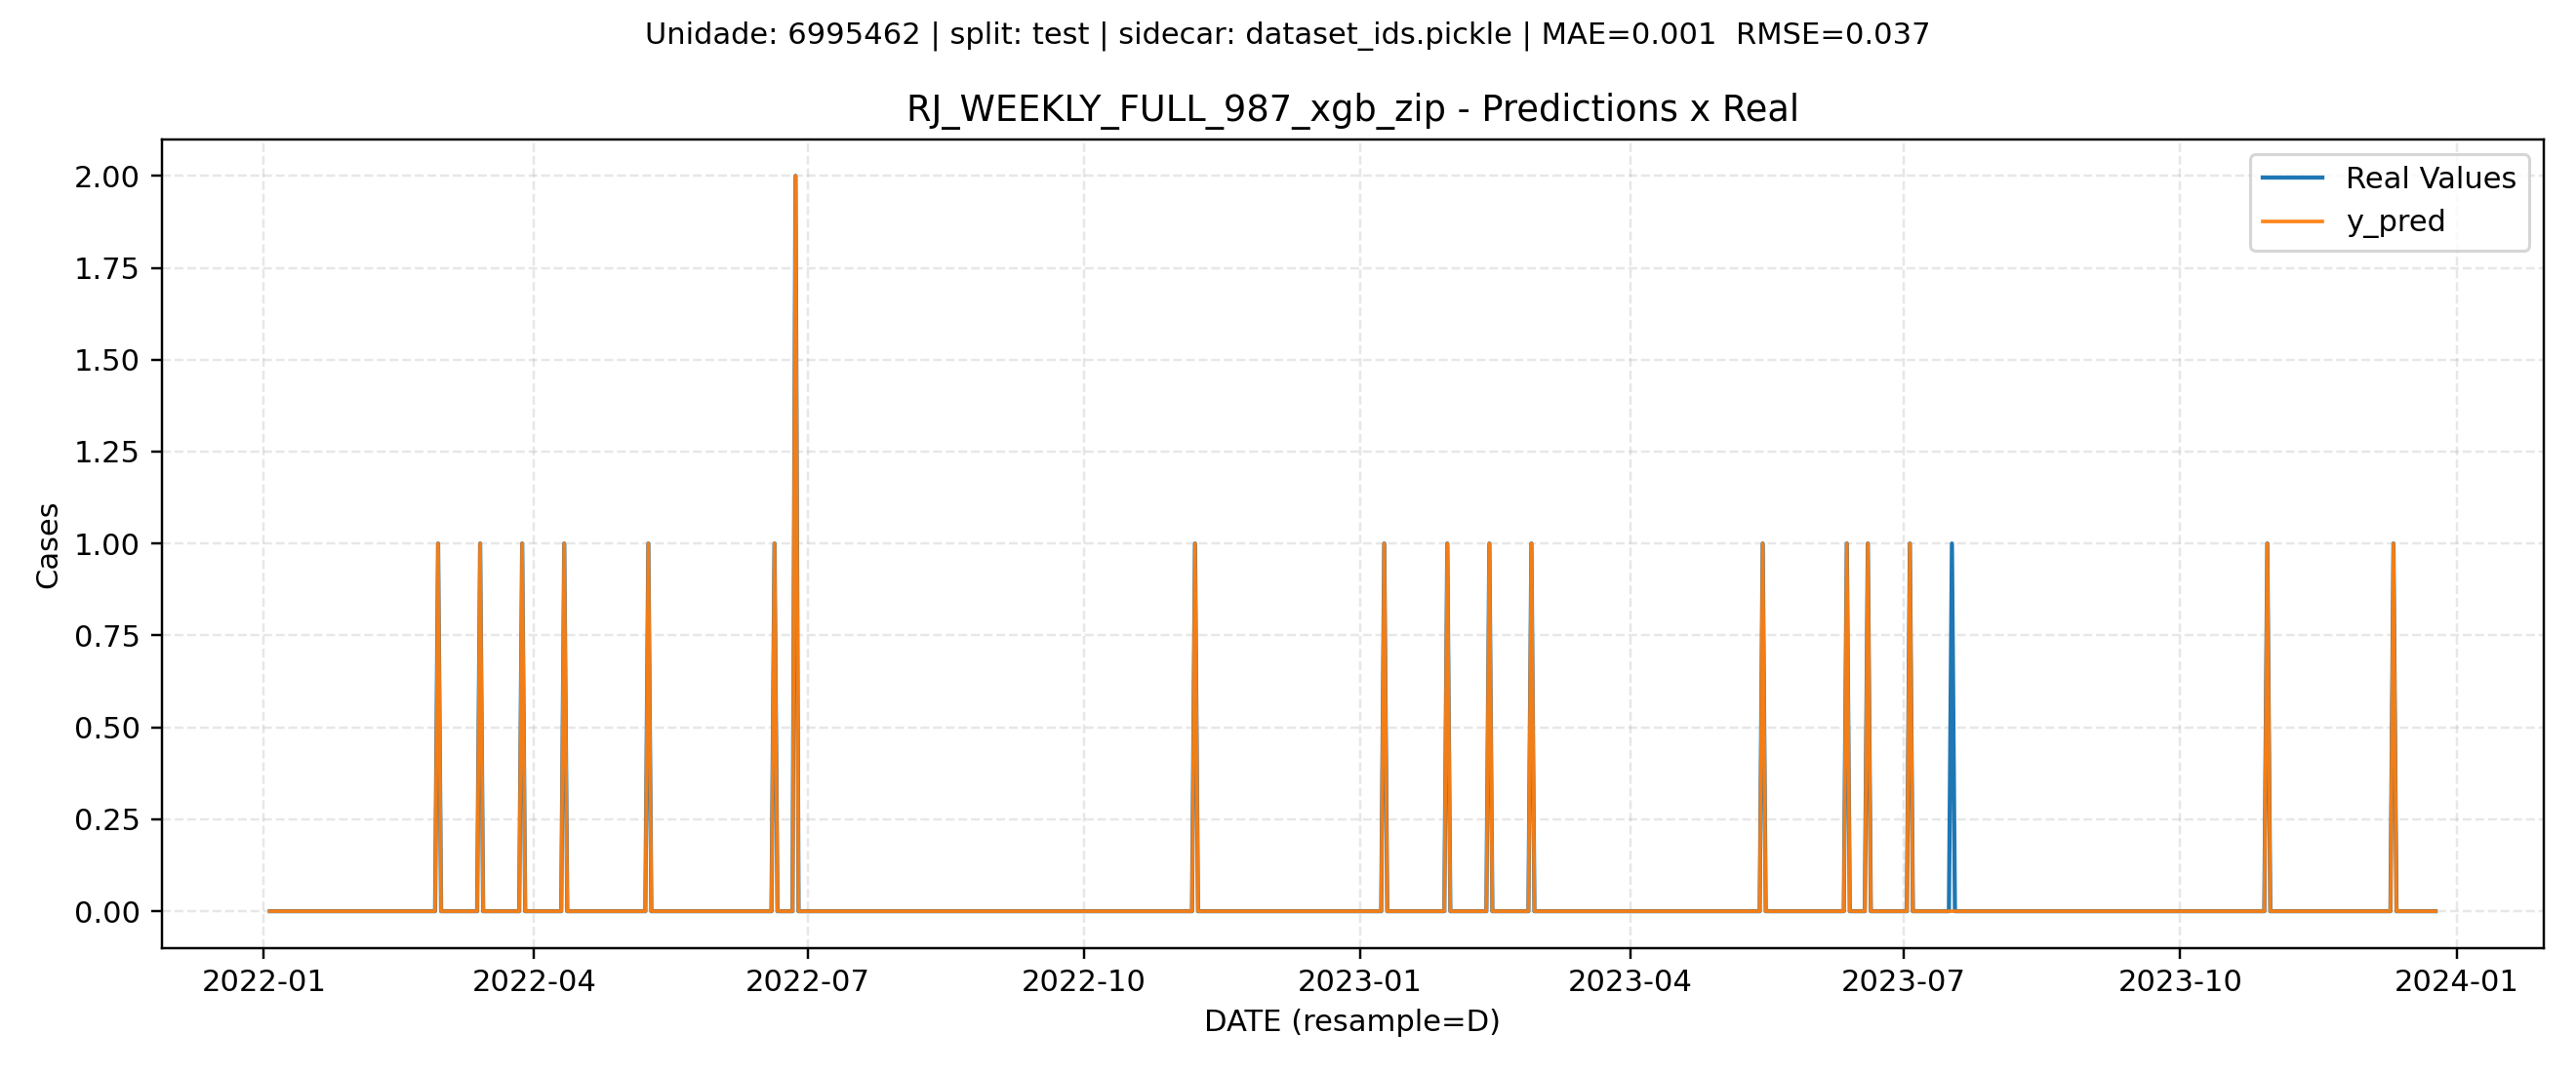 Unidade: 6995462 | split: test | sidecar: dataset_ids.pickle | MAE=0.001  RMSE=0.037
RJ_WEEKLY_FULL_987_xgb_zip - Predictions x Real
Real Values
y_pred
Cases
2.00
1.75
1.50
1.25
1.00
0.75
0.50
0.25
0.00
2022-01 2022-04 2022-07 2022-10 2023-01 2023-04 2023-07 2023-10 2024-01
DATE (resample=D)